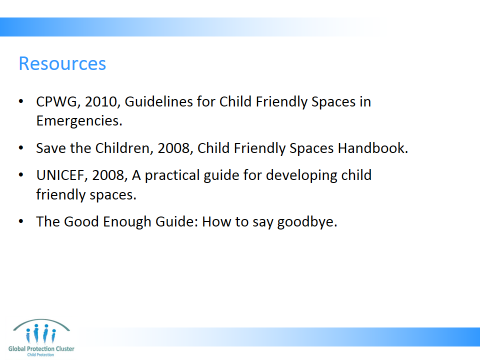 Resources
• CPWG, 2010, Guidelines for Child Friendly Spaces in
Emergencies.
• Save the Children, 2008, Child Friendly Spaces Handbook.
• UNICEF, 2008, A practical guide for developing child
friendly spaces.
• The Good Enough Guide: How to say goodbye.
Global Protection Cluster
Child Protection